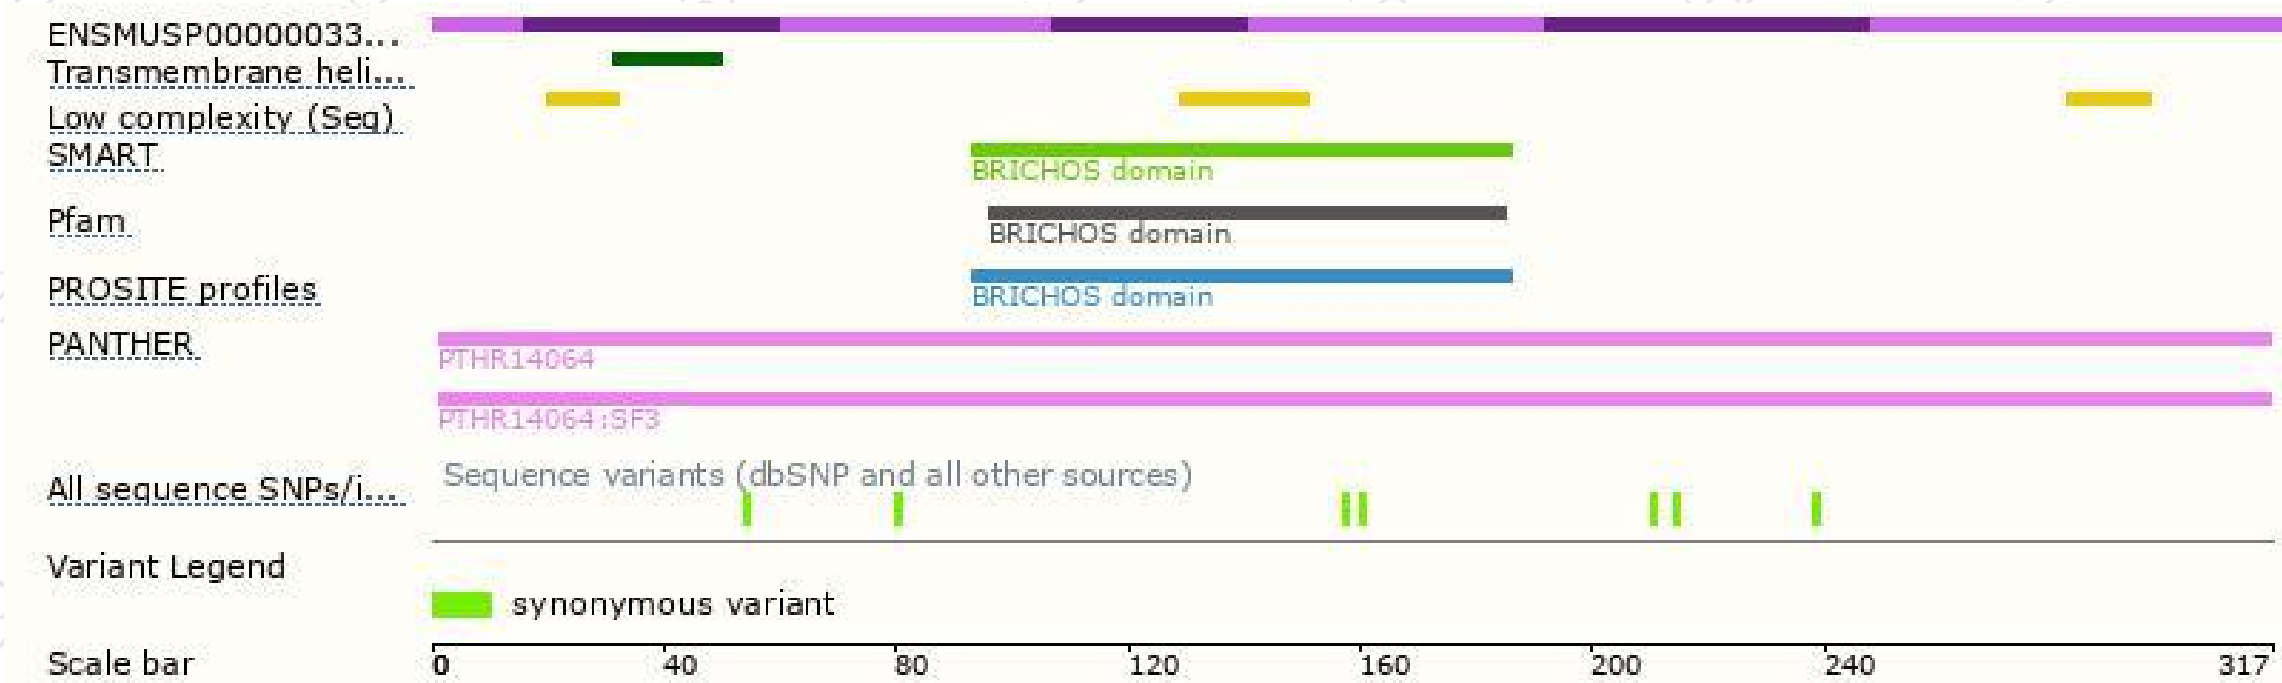 ENSMUSP00000033...
Transmembrane heli...
Low complexity (Seg)
SMART
BRICHOS domain
Pfam
BRICHOS domain
PROSITE profiles
BRICHOS domain
PANTHER
PTHR14064
PTHR14064:SF3
Sequence variants (dbSNP and all other sources)
All sequence SNPs/i...
Variant Legend
synonymous variant
Scale bar 0 40 80 120 160 200 240 317